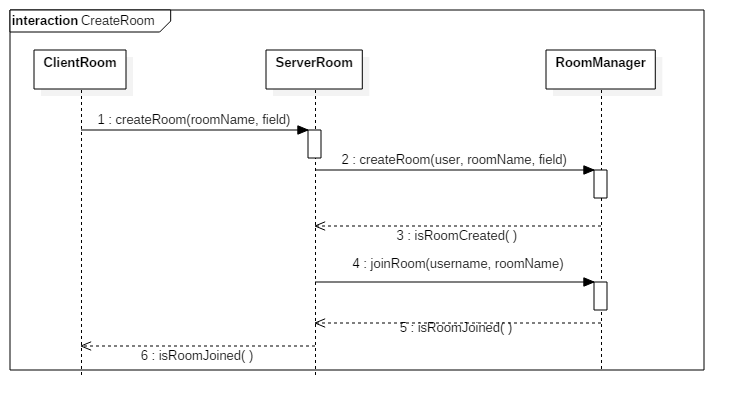 interaction CreateRoom
ClientRoom
ServerRoom
RoomManager
1 : createRoom(roomName, field)
2 : createRoom(user, roomName, field)
3 : isRoomCreated( )
4 : joinRoom(username, roomName)
5 : isRoomJoined( )
6 : isRoomJoined( )